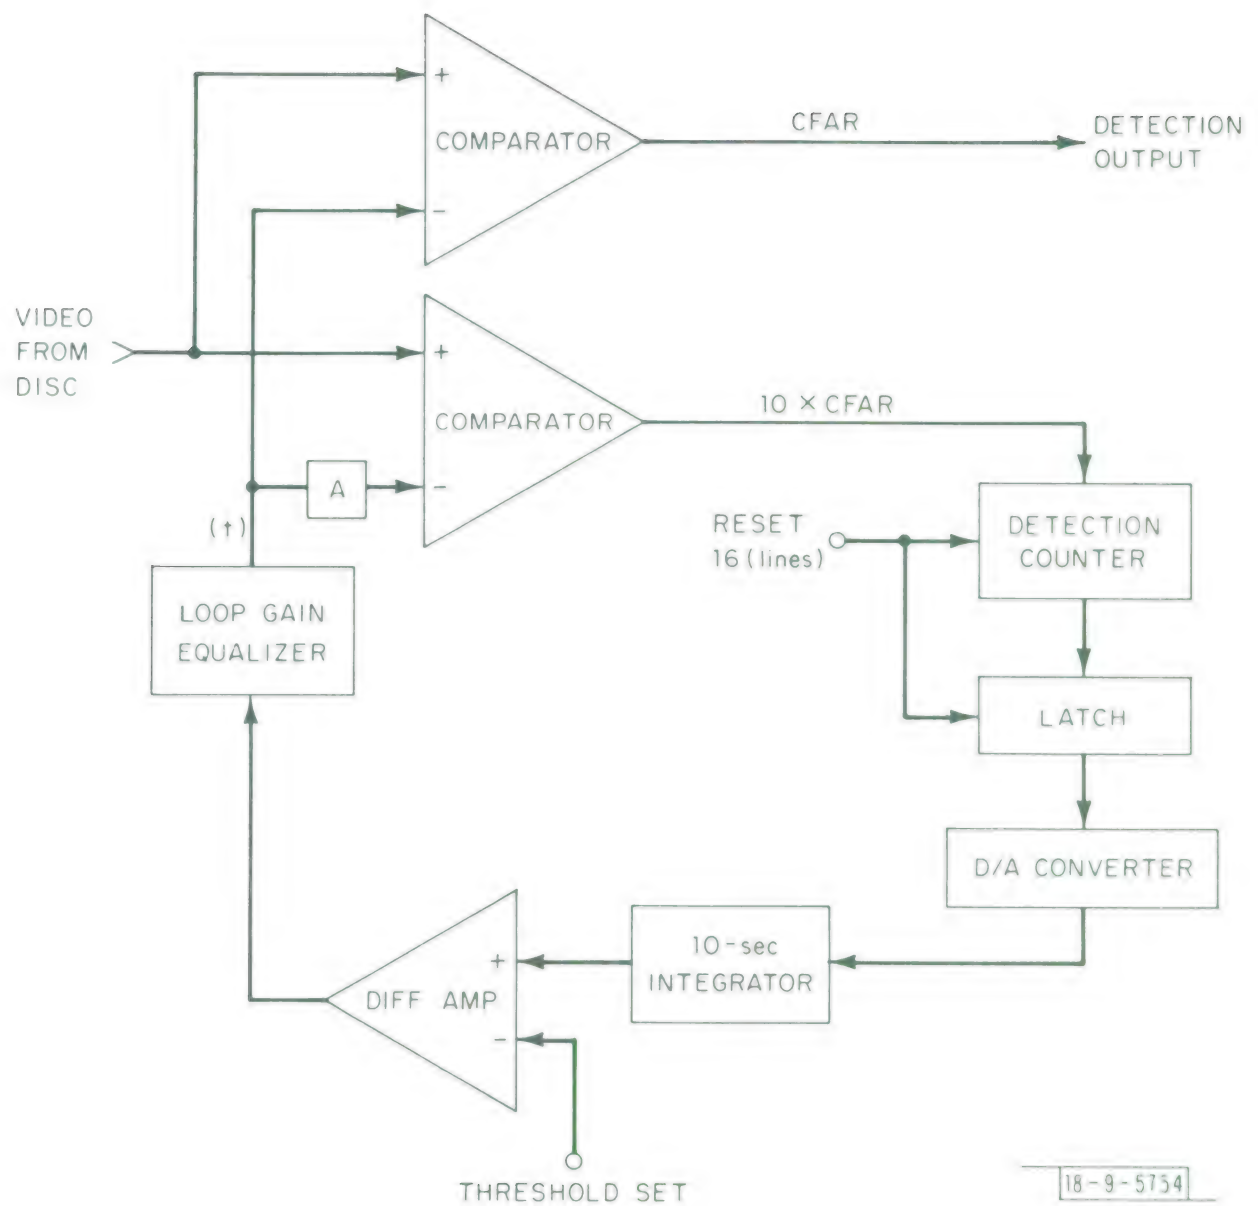 +
COMPARATOR
-
CFAR
DETECTION
OUTPUT
VIDEO
FROM
DISC
+
COMPARATOR
-
10 × CFAR
A
(t)
RESET
16 (lines)
DETECTION
COUNTER
LOOP GAIN
EQUALIZER
LATCH
D/A CONVERTER
10-sec
INTEGRATOR
+
DIFF AMP
-
THRESHOLD SET
18-9-5754